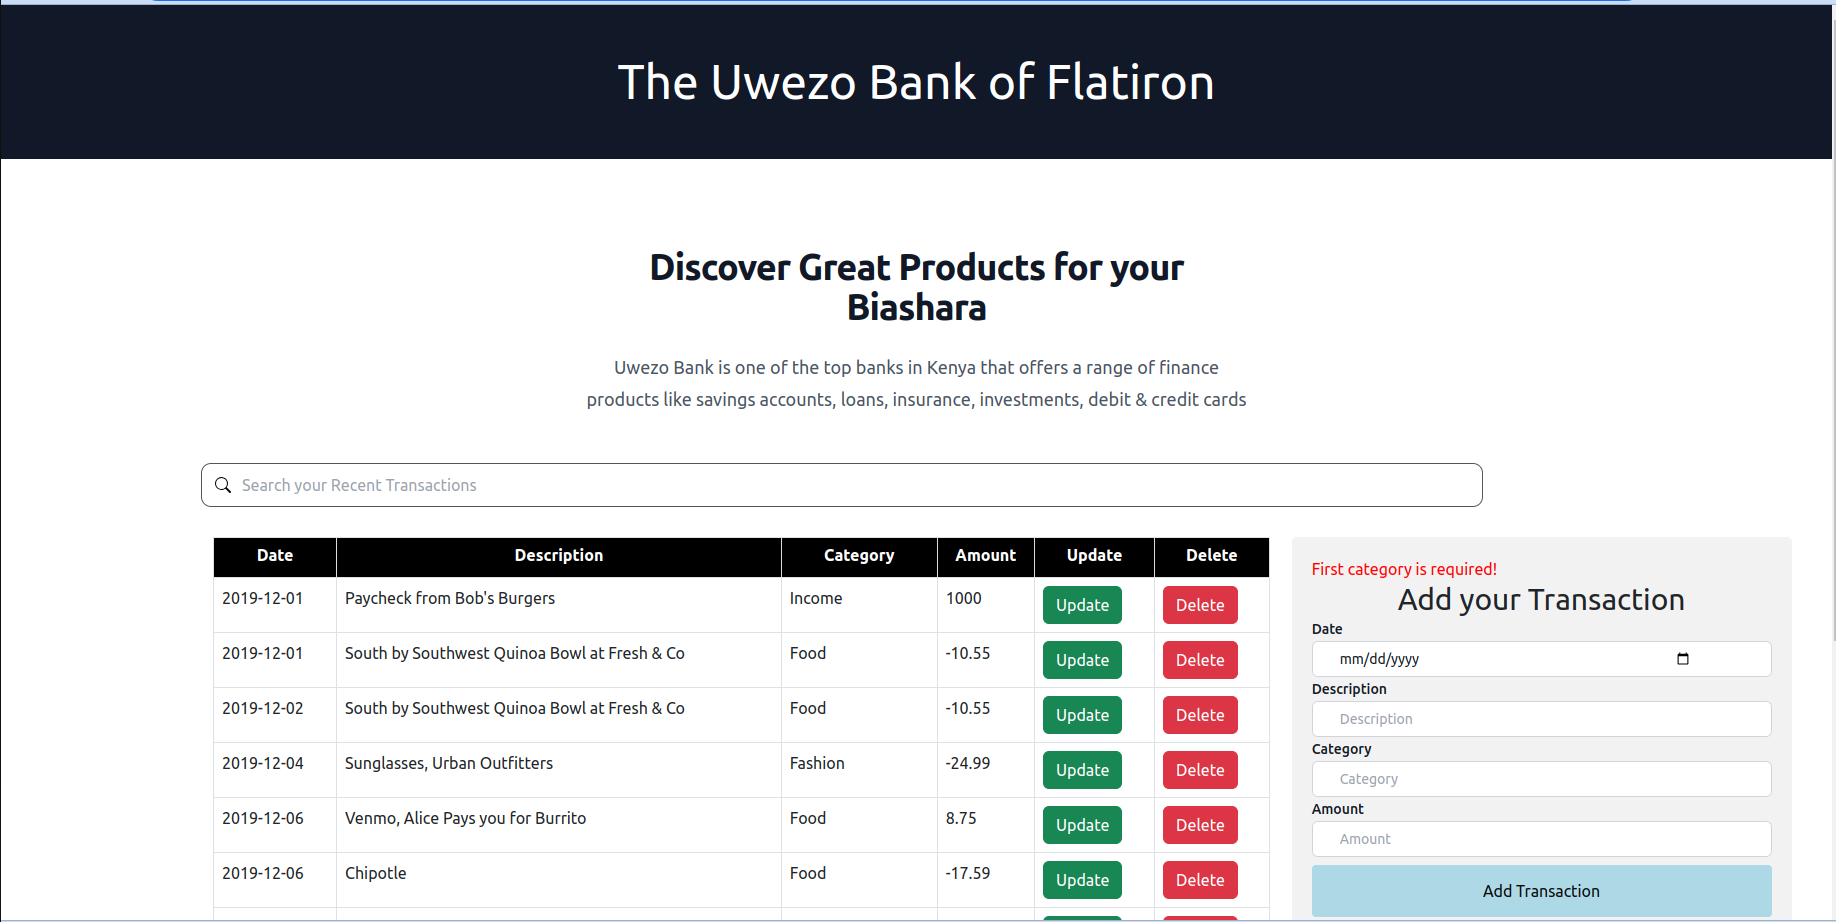 The Uwezo Bank of Flatiron
Discover Great Products for your
Biashara
Uwezo Bank is one of the top banks in Kenya that offers a range of finance
products like savings accounts, loans, insurance, investments, debit & credit cards
Search your Recent Transactions
Date Description Category Amount Update Delete
2019-12-01 Paycheck from Bob's Burgers Income 1000 Update Delete
2019-12-01 South by Southwest Quinoa Bowl at Fresh & Co Food -10.55 Update Delete
2019-12-02 South by Southwest Quinoa Bowl at Fresh & Co Food -10.55 Update Delete
2019-12-04 Sunglasses, Urban Outfitters Fashion -24.99 Update Delete
2019-12-06 Venmo, Alice Pays you for Burrito Food 8.75 Update Delete
2019-12-06 Chipotle Food -17.59 Update Delete
First category is required!
Add your Transaction
Date
mm/dd/yyyy
Description
Description
Category
Category
Amount
Amount
Add Transaction